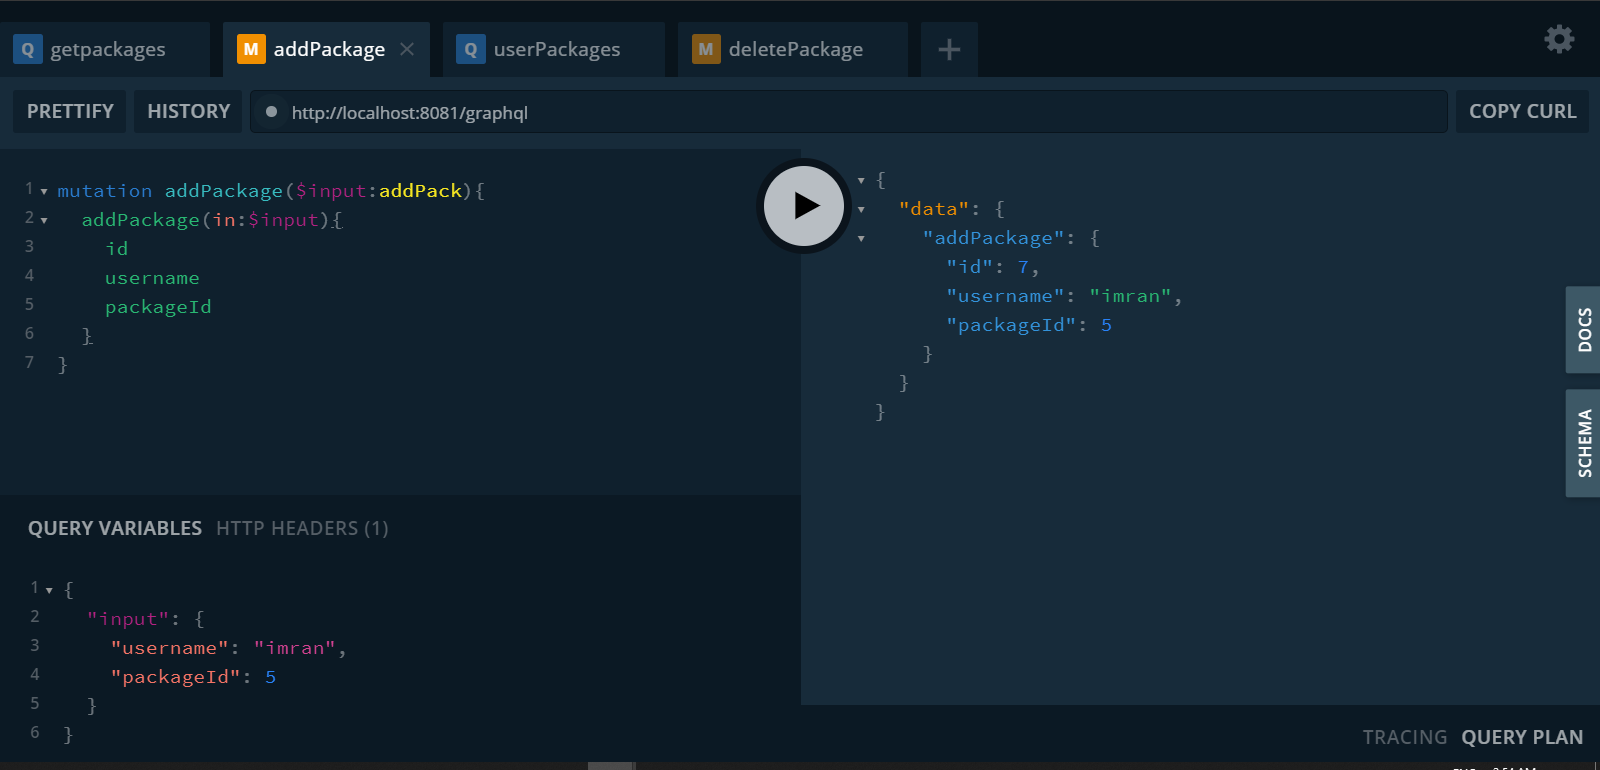 Q getpackages M addPackage × Q userPackages M deletePackage +
PRETTIFY HISTORY http://localhost:8081/graphql COPY CURL
1 mutation addPackage($input:addPack){
2 addPackage(in:$input){
3 id
4 username
5 packageId
6 }
7 }
{
"data": {
"addPackage": {
"id": 7,
"username": "imran",
"packageId": 5
}
}
}
DOCS
SCHEMA
QUERY VARIABLES HTTP HEADERS (1)
1 {
2 "input": {
3 "username": "imran",
4 "packageId": 5
5 }
6 }
TRACING QUERY PLAN